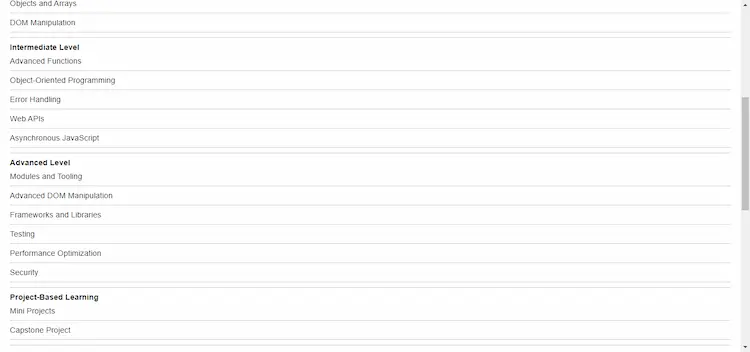 Objects and Arrays
DOM Manipulation
Intermediate Level
Advanced Functions
Object-Oriented Programming
Error Handling
Web APIs
Asynchronous JavaScript
Advanced Level
Modules and Tooling
Advanced DOM Manipulation
Frameworks and Libraries
Testing
Performance Optimization
Security
Project-Based Learning
Mini Projects
Capstone Project